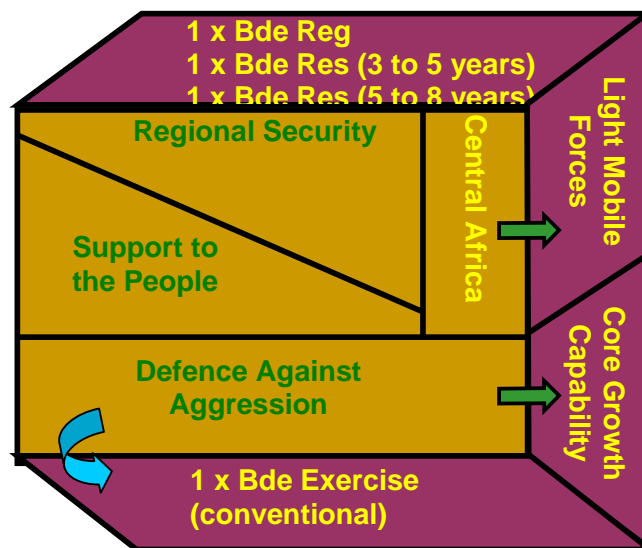 1 x Bde Reg
1 x Bde Res (3 to 5 years)
1 x Bde Res (5 to 8 years)
Regional Security
Central Africa
Light Mobile
Forces
Support to
the People
Defence Against
Aggression
Core Growth
Capability
1 x Bde Exercise
(conventional)